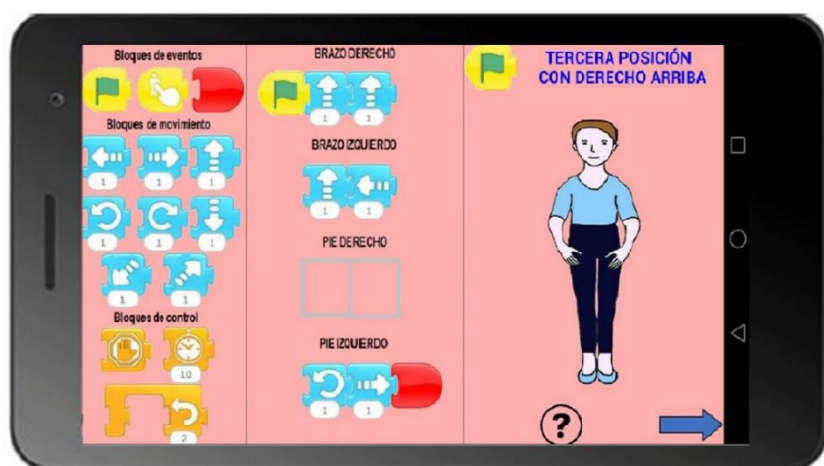 Bloques de eventos
Bloques de movimiento
1 1 1
1 1 1
1 1
Bloques de control
10
2
BRAZO DERECHO
1 1
BRAZO IZQUIERDO
1 1
PIE DERECHO
PIE IZQUIERDO
1 1
TERCERA POSICIÓN
CON DERECHO ARRIBA
?